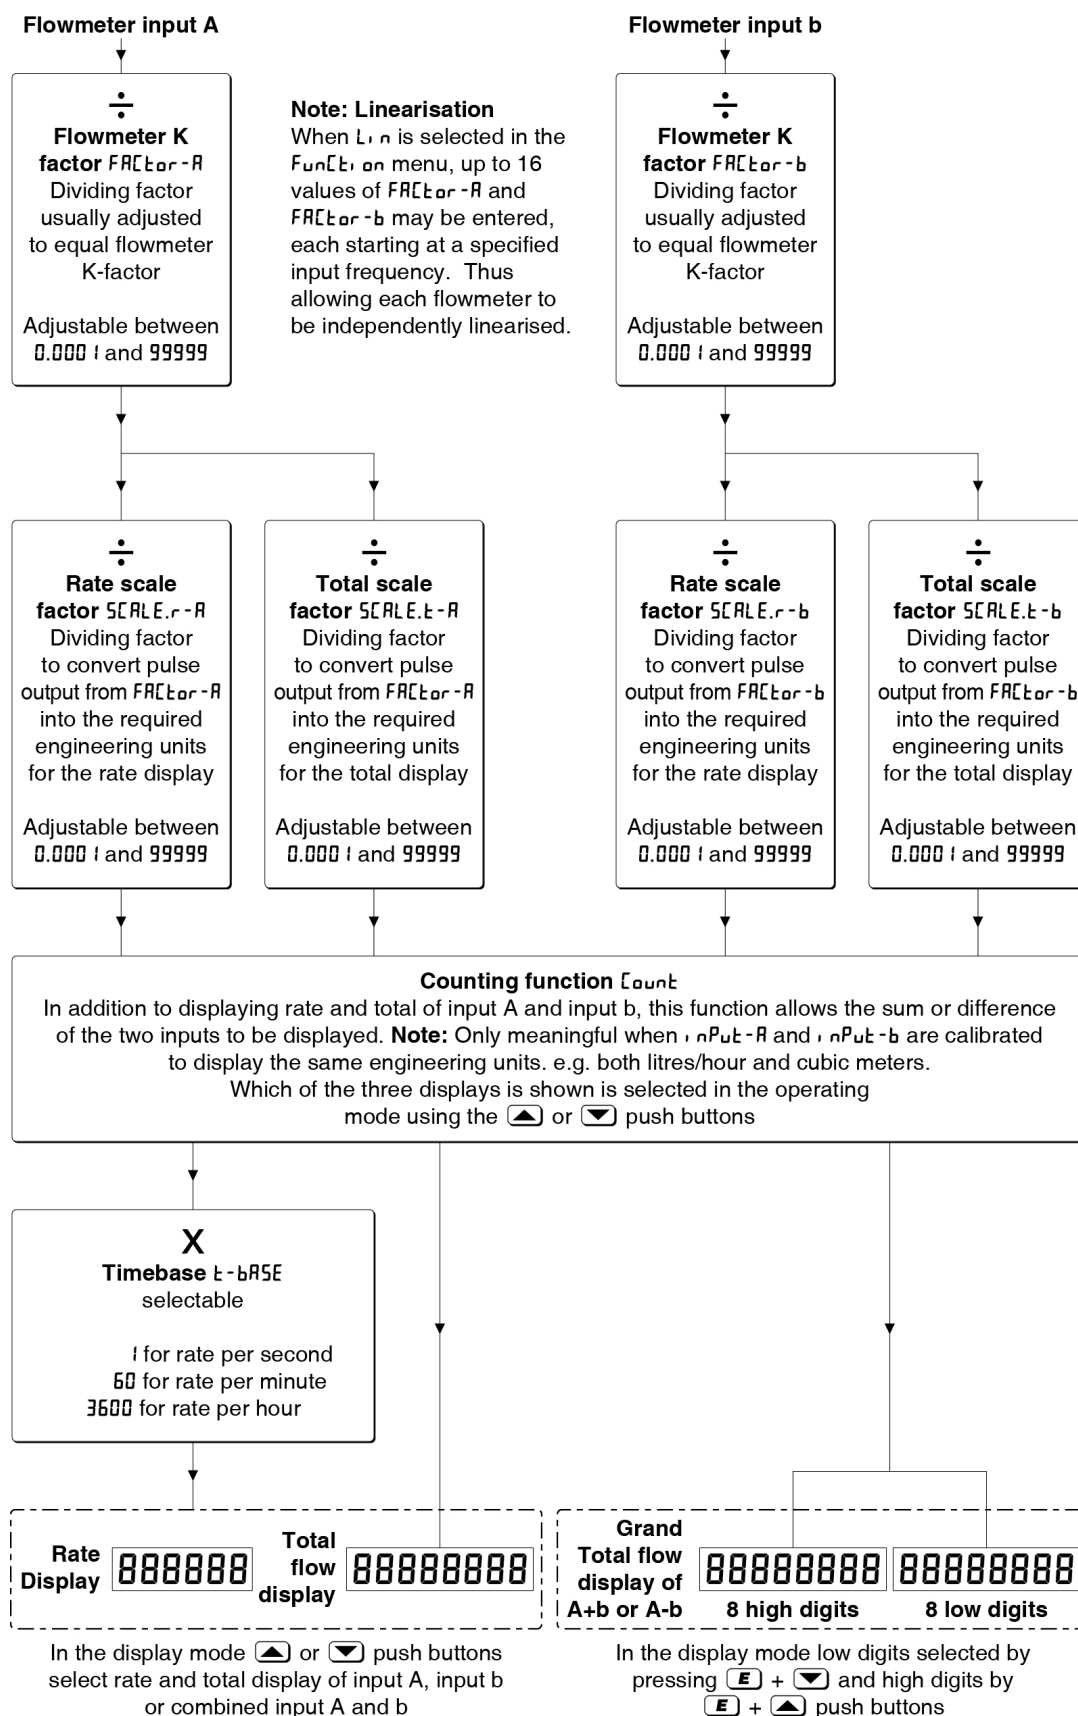 Flowmeter input A
÷
Flowmeter K
factor FACtor-A
Dividing factor
usually adjusted
to equal flowmeter
K-factor
Adjustable between
0.0001 and 99999
Note: Linearisation
When Lin is selected in the
FunCtion menu, up to 16
values of FACtor-A and
FACtor-b may be entered,
each starting at a specified
input frequency. Thus
allowing each flowmeter to
be independently linearised.
Flowmeter input b
÷
Flowmeter K
factor FACtor-b
Dividing factor
usually adjusted
to equal flowmeter
K-factor
Adjustable between
0.0001 and 99999
÷
Rate scale
factor SCALE.r-A
Dividing factor
to convert pulse
output from FACtor-A
into the required
engineering units
for the rate display
Adjustable between
0.0001 and 99999
÷
Total scale
factor SCALE.t-A
Dividing factor
to convert pulse
output from FACtor-A
into the required
engineering units
for the total display
Adjustable between
0.0001 and 99999
÷
Rate scale
factor SCALE.r-b
Dividing factor
to convert pulse
output from FACtor-b
into the required
engineering units
for the rate display
Adjustable between
0.0001 and 99999
÷
Total scale
factor SCALE.t-b
Dividing factor
to convert pulse
output from FACtor-b
into the required
engineering units
for the total display
Adjustable between
0.0001 and 99999
Counting function Count
In addition to displaying rate and total of input A and input b, this function allows the sum or difference
of the two inputs to be displayed. Note: Only meaningful when inPut-A and inPut-b are calibrated
to display the same engineering units. e.g. both litres/hour and cubic meters.
Which of the three displays is shown is selected in the operating
mode using the ▲ or ▼ push buttons
X
Timebase t-bASE
selectable
1 for rate per second
60 for rate per minute
3600 for rate per hour
Rate
Display
888888
Total
flow
display
88888888
Grand
Total flow
display of
A+b or A-b
88888888
8 high digits
88888888
8 low digits
In the display mode ▲ or ▼ push buttons
select rate and total display of input A, input b
or combined input A and b
In the display mode low digits selected by
pressing E + ▼ and high digits by
E + ▲ push buttons